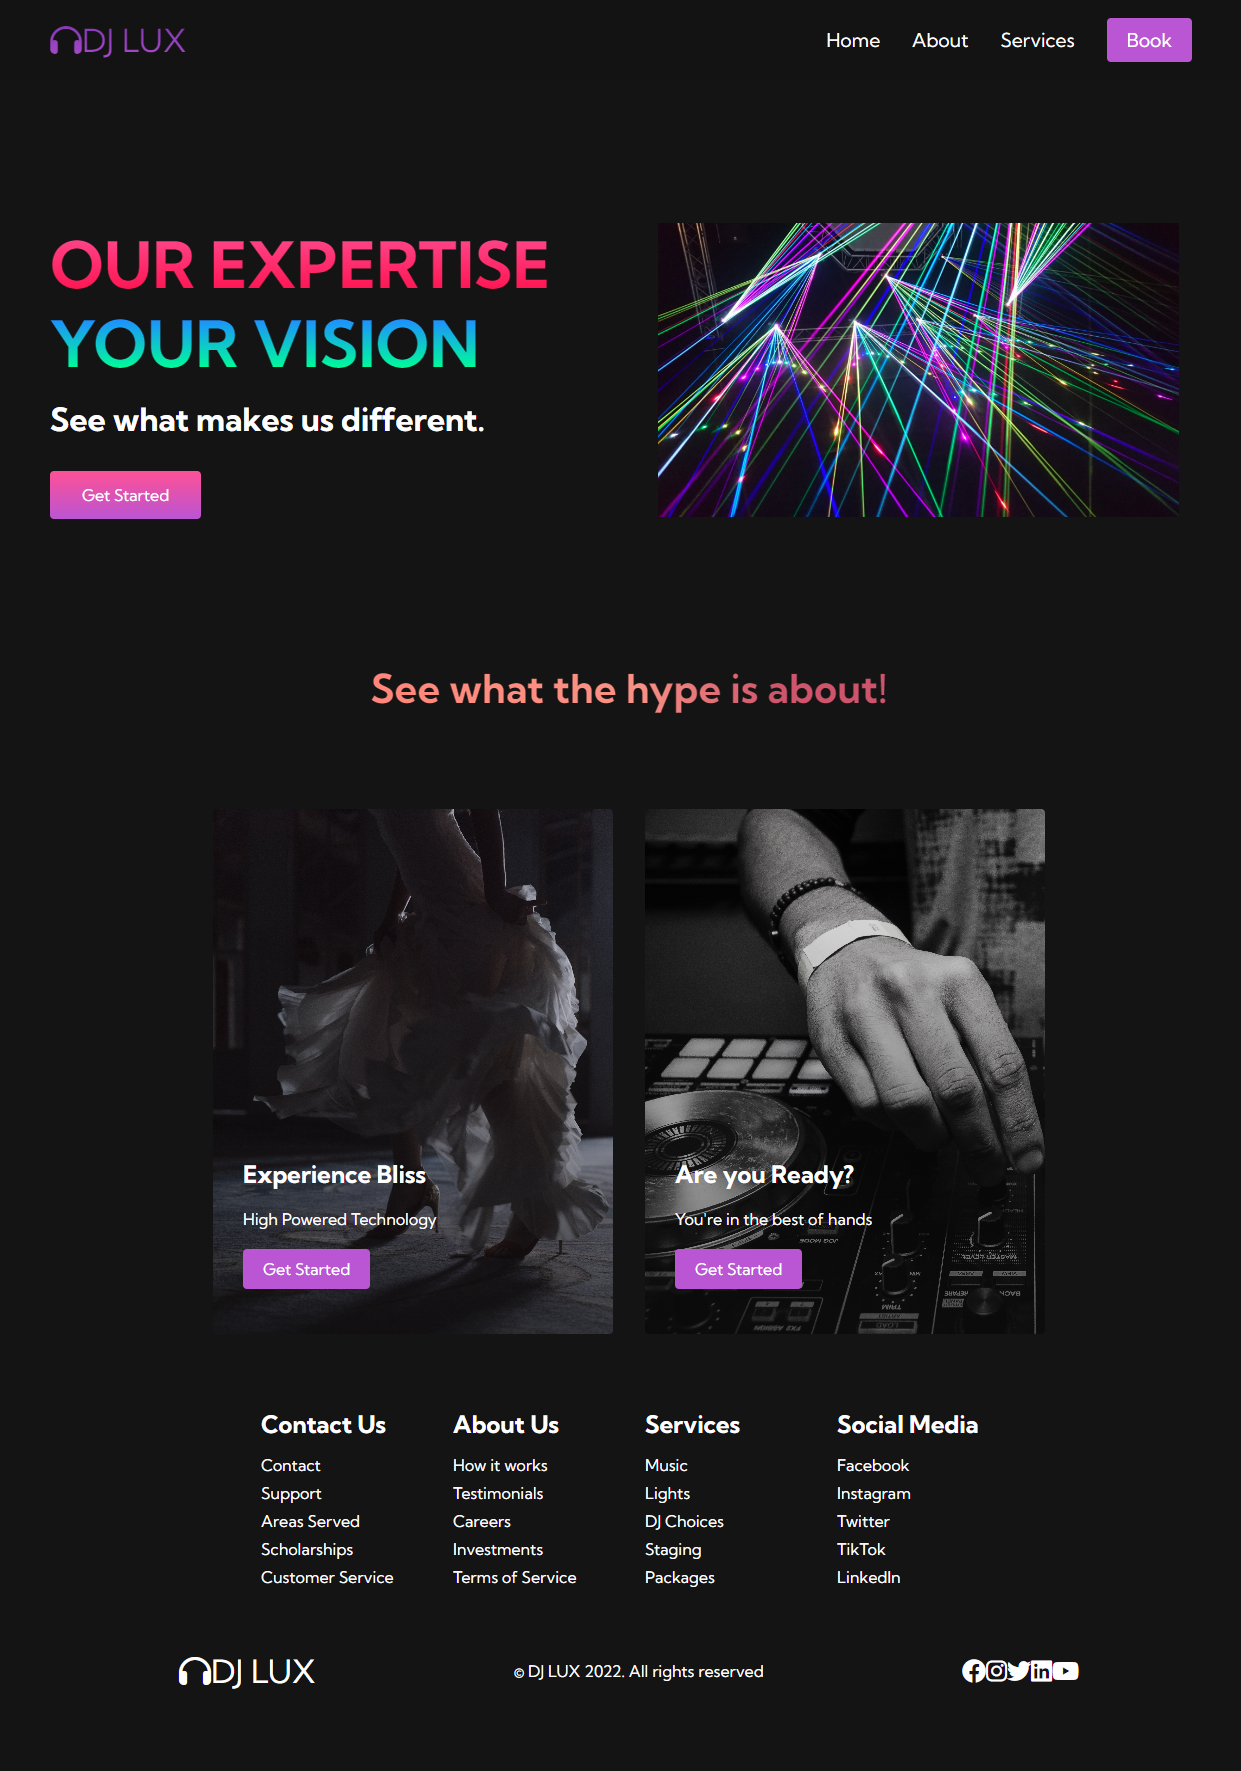 DJ LUX
Home About Services Book
OUR EXPERTISE
YOUR VISION
See what makes us different.
Get Started
See what the hype is about!
Experience Bliss
High Powered Technology
Get Started
Are you Ready?
You're in the best of hands
Get Started
Contact Us
Contact
Support
Areas Served
Scholarships
Customer Service
About Us
How it works
Testimonials
Careers
Investments
Terms of Service
Services
Music
Lights
DJ Choices
Staging
Packages
Social Media
Facebook
Instagram
Twitter
TikTok
LinkedIn
DJ LUX
© DJ LUX 2022. All rights reserved